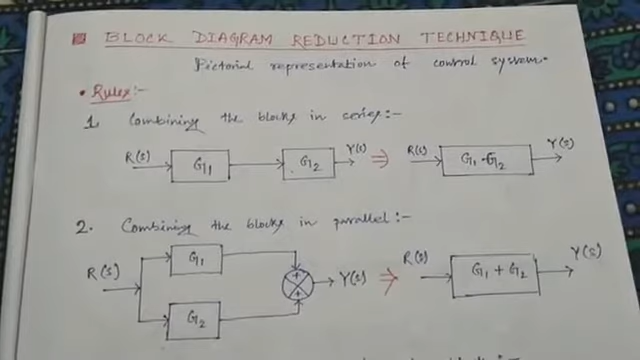 BLOCK DIAGRAM REDUCTION TECHNIQUE
Pictorial representation of control system.
• Rules:-
1. Combining the blocks in series:-
R(s) G1 G2 Y(s) ⇒ R(s) G1·G2 Y(s)
2. Combining the blocks in parallel:-
R(s) G1 G2 + + Y(s) ⇒ R(s) G1 + G2 Y(s)